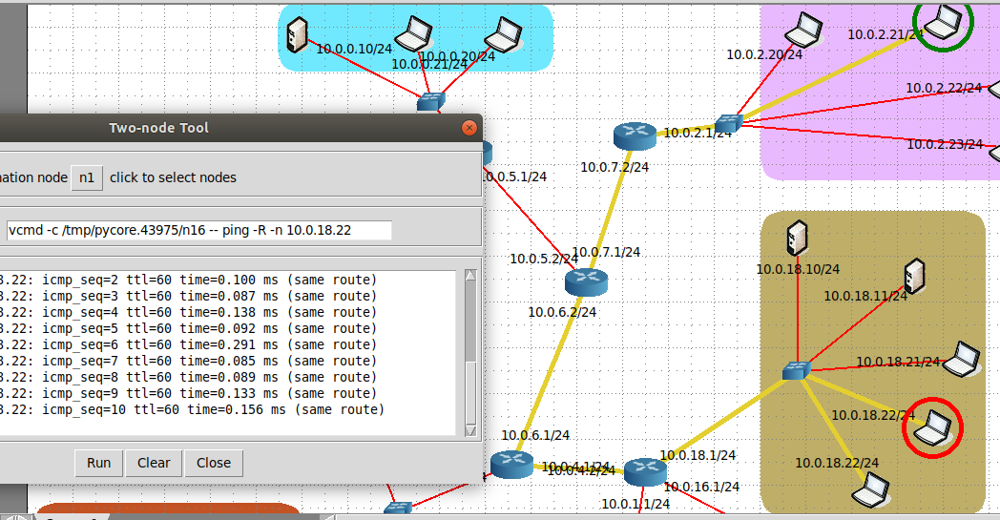 10.0.0.10/24
10.0.0.20/24
10.0.0.21/24
10.0.2.20/24
10.0.2.21/24
10.0.2.22/24
10.0.2.23/24
10.0.2.1/24
10.0.7.2/24
Two-node Tool
nation node n1 click to select nodes
0.0.5.1/24
vcmd -c /tmp/pycore.43975/n16 -- ping -R -n 10.0.18.22
10.0.5.2/24
10.0.7.1/24
10.0.6.2/24
8.22: icmp_seq=2 ttl=60 time=0.100 ms (same route)
8.22: icmp_seq=3 ttl=60 time=0.087 ms (same route)
8.22: icmp_seq=4 ttl=60 time=0.138 ms (same route)
8.22: icmp_seq=5 ttl=60 time=0.092 ms (same route)
8.22: icmp_seq=6 ttl=60 time=0.291 ms (same route)
8.22: icmp_seq=7 ttl=60 time=0.085 ms (same route)
8.22: icmp_seq=8 ttl=60 time=0.089 ms (same route)
8.22: icmp_seq=9 ttl=60 time=0.133 ms (same route)
8.22: icmp_seq=10 ttl=60 time=0.156 ms (same route)
Run Clear Close
10.0.18.10/24
10.0.18.11/24
10.0.18.21/24
10.0.18.22/24
10.0.18.22/24
10.0.6.1/24
10.0.4.1/24
10.0.4.2/24
10.0.18.1/24
10.0.16.1/24
10.0.1.1/24